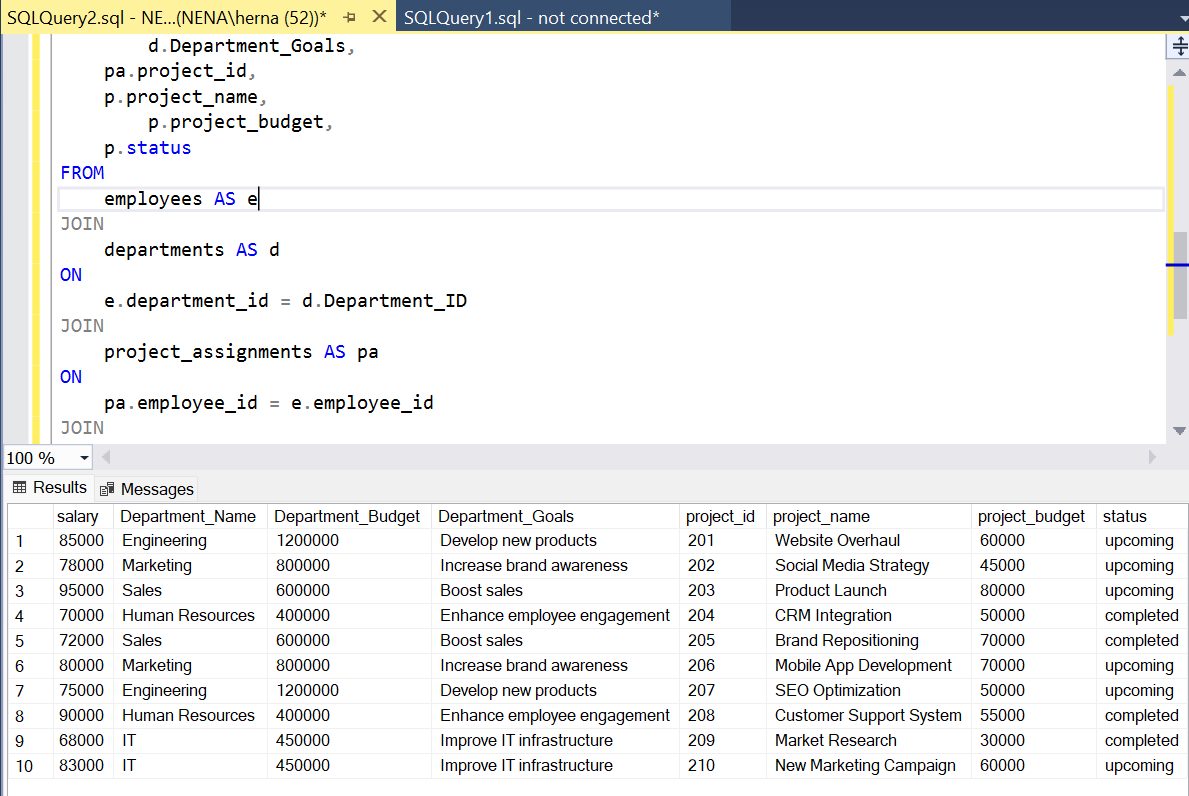 SQLQuery2.sql - NE...(NENA\herna (52))* SQLQuery1.sql - not connected*
d.Department_Goals,
pa.project_id,
p.project_name,
p.project_budget,
p.status
FROM
employees AS e
JOIN
departments AS d
ON
e.department_id = d.Department_ID
JOIN
project_assignments AS pa
ON
pa.employee_id = e.employee_id
JOIN
100 %
Results Messages
salary Department_Name Department_Budget Department_Goals project_id project_name project_budget status
1 85000 Engineering 1200000 Develop new products 201 Website Overhaul 60000 upcoming
2 78000 Marketing 800000 Increase brand awareness 202 Social Media Strategy 45000 upcoming
3 95000 Sales 600000 Boost sales 203 Product Launch 80000 upcoming
4 70000 Human Resources 400000 Enhance employee engagement 204 CRM Integration 50000 completed
5 72000 Sales 600000 Boost sales 205 Brand Repositioning 70000 completed
6 80000 Marketing 800000 Increase brand awareness 206 Mobile App Development 70000 upcoming
7 75000 Engineering 1200000 Develop new products 207 SEO Optimization 50000 upcoming
8 90000 Human Resources 400000 Enhance employee engagement 208 Customer Support System 55000 completed
9 68000 IT 450000 Improve IT infrastructure 209 Market Research 30000 completed
10 83000 IT 450000 Improve IT infrastructure 210 New Marketing Campaign 60000 upcoming